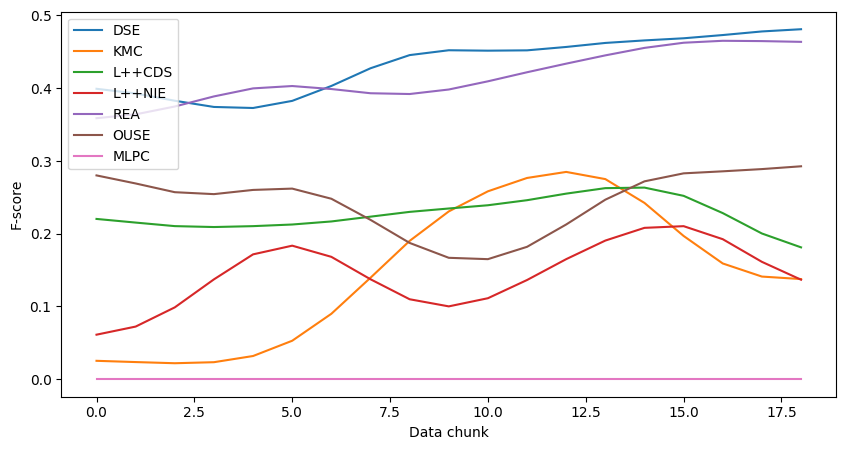 0.5
0.4
0.3
0.2
0.1
0.0
F-score
DSE
KMC
L++CDS
L++NIE
REA
OUSE
MLPC
0.0 2.5 5.0 7.5 10.0 12.5 15.0 17.5
Data chunk